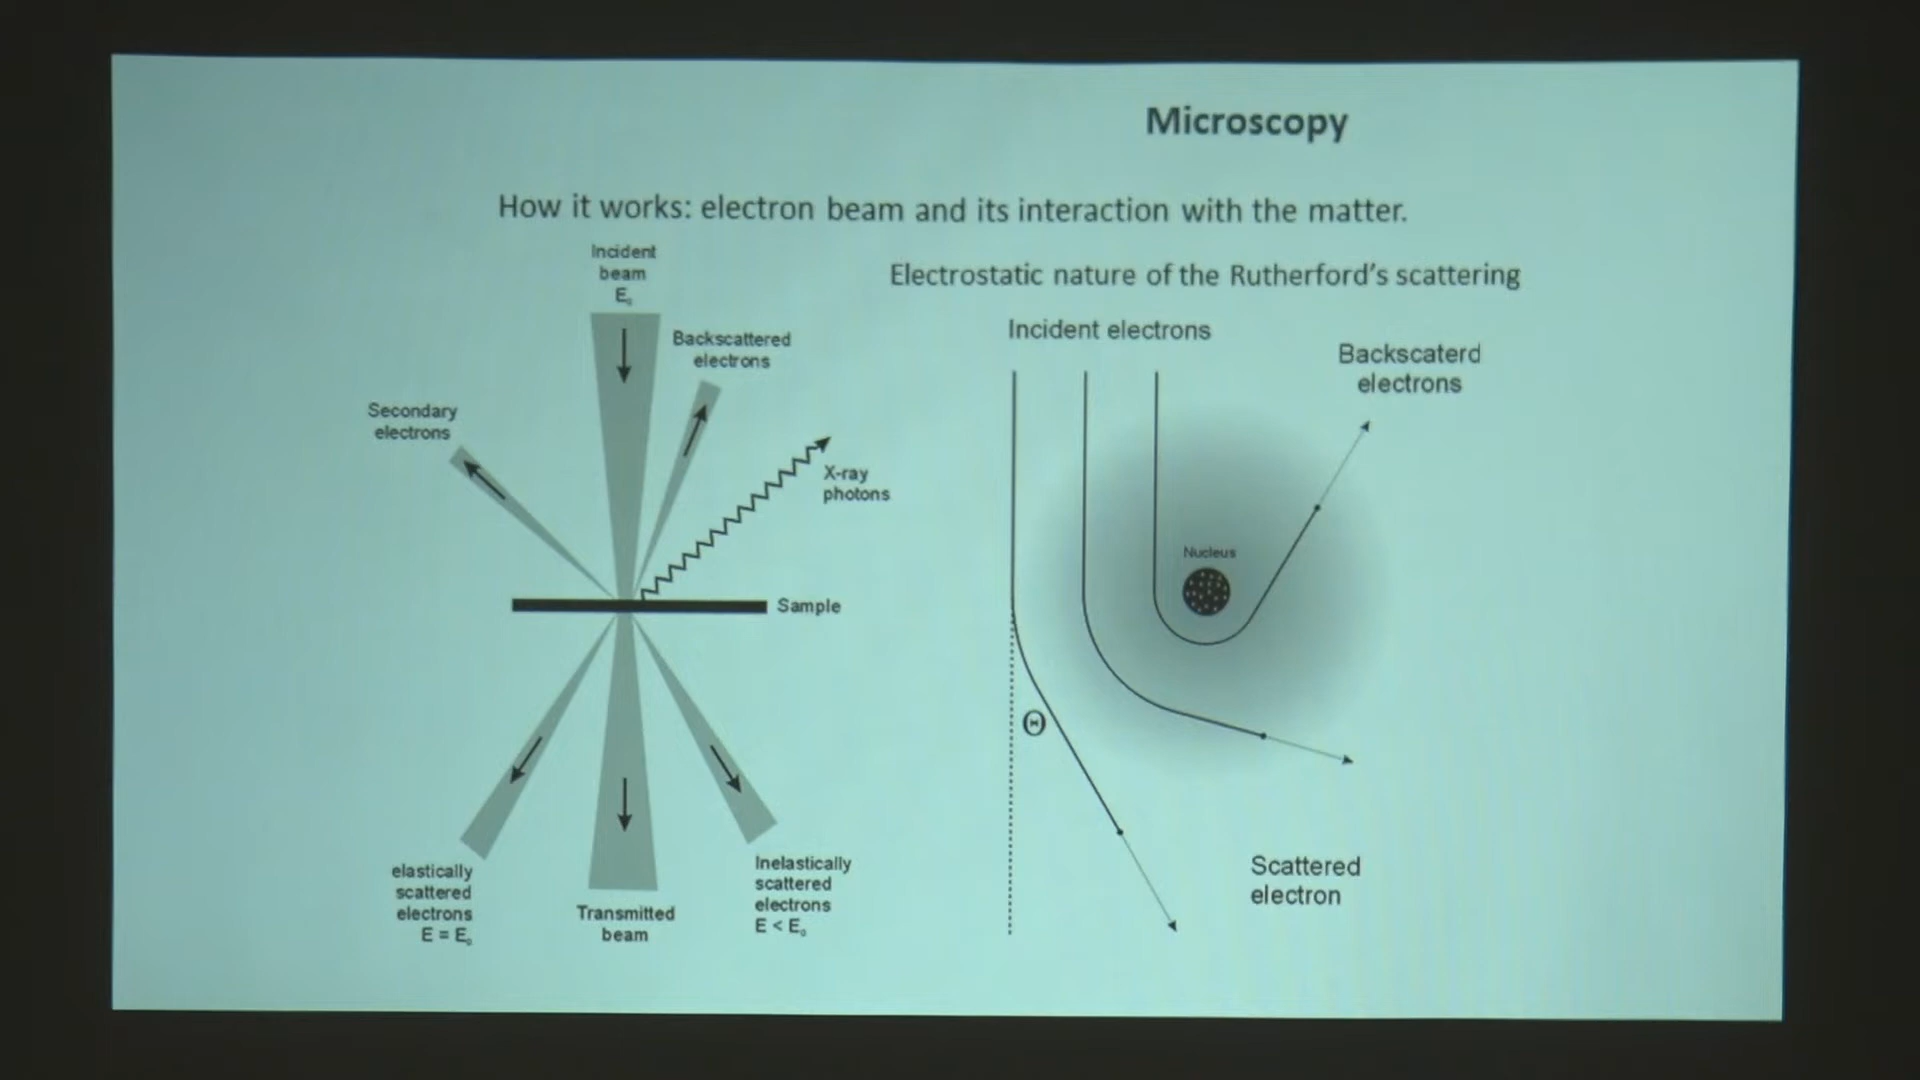 Microscopy
How it works: electron beam and its interaction with the matter.
Incident
beam
E₀
Backscattered
electrons
Secondary
electrons
X-ray
photons
Sample
elastically
scattered
electrons
E = E₀
Transmitted
beam
Inelastically
scattered
electrons
E < E₀
Electrostatic nature of the Rutherford's scattering
Incident electrons
Backscaterd
electrons
Nucleus
Θ
Scattered
electron